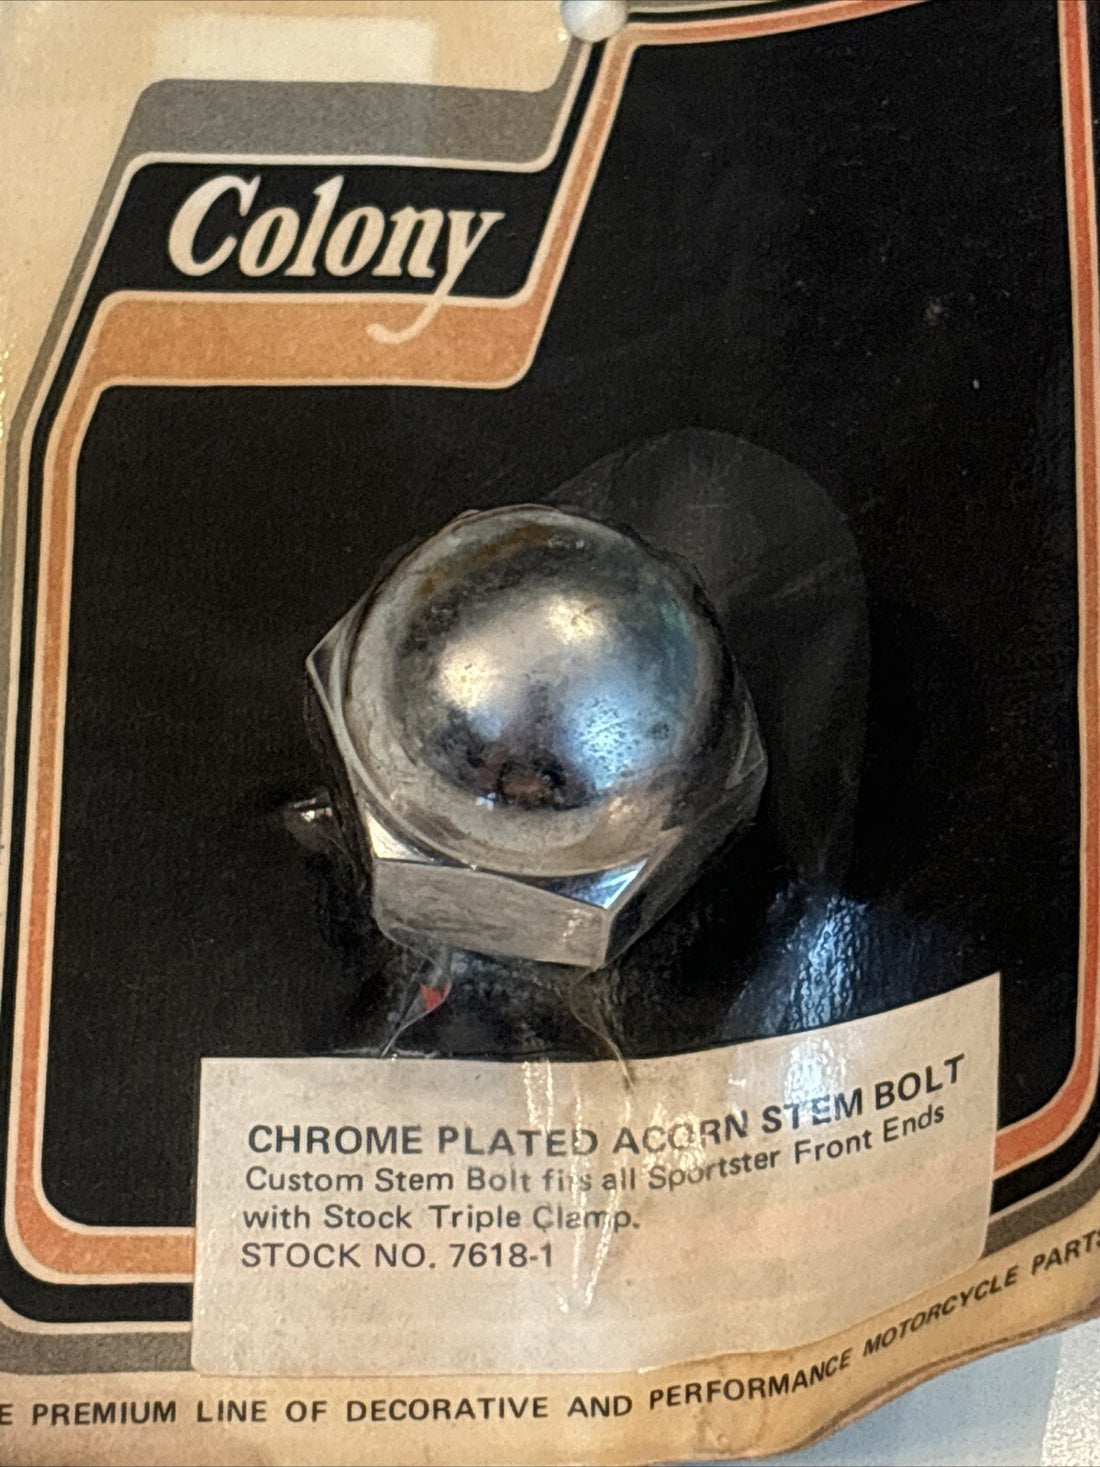 Colony
CHROME PLATED ACORN STEM BOLT
Custom Stem Bolt fits all Sportster Front Ends
with Stock Triple Clamp.
STOCK NO. 7618-1
PREMIUM LINE OF DECORATIVE AND PERFORMANCE MOTORCYCLE PARTS